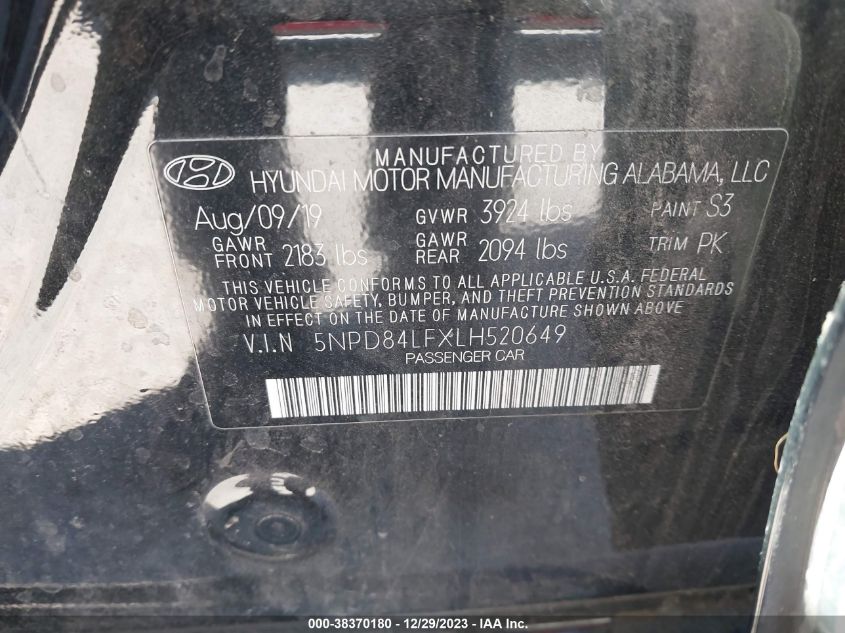 MANUFACTURED BY
HYUNDAI MOTOR MANUFACTURING ALABAMA, LLC
Aug/09/19 GVWR 3924 lbs PAINT S3
GAWR FRONT 2183 lbs GAWR REAR 2094 lbs TRIM PK
THIS VEHICLE CONFORMS TO ALL APPLICABLE U.S.A. FEDERAL
MOTOR VEHICLE SAFETY, BUMPER, AND THEFT PREVENTION STANDARDS
IN EFFECT ON THE DATE OF MANUFACTURE SHOWN ABOVE
V.I.N 5NPD84LFXLH520649
PASSENGER CAR
000-38370180 - 12/29/2023 - IAA Inc.